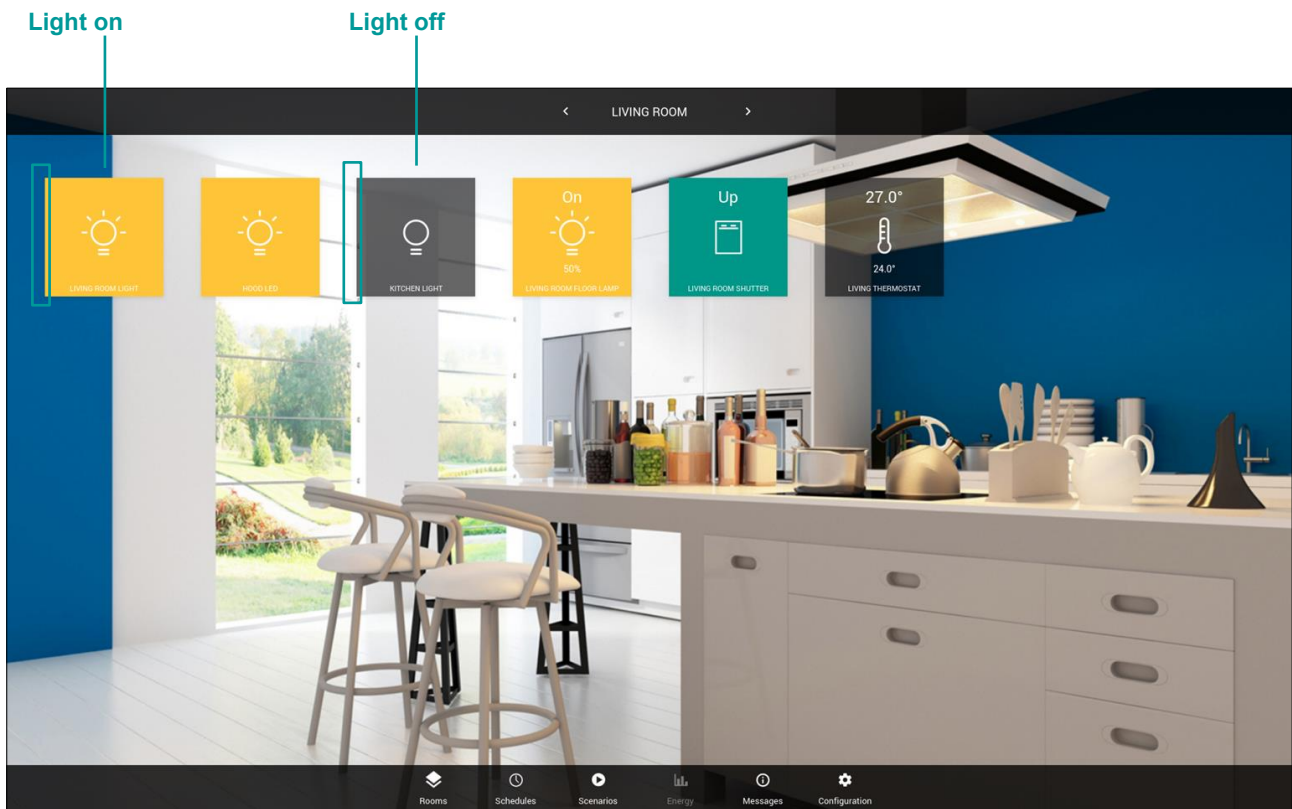 Light on
Light off
LIVING ROOM
On
Up
27.0°
50%
24.0°
LIVING ROOM LIGHT
HOOD LED
KITCHEN LIGHT
LIVING ROOM FLOOR LAMP
LIVING ROOM SHUTTER
LIVING THERMOSTAT
Rooms
Schedules
Scenarios
Energy
Messages
Configuration